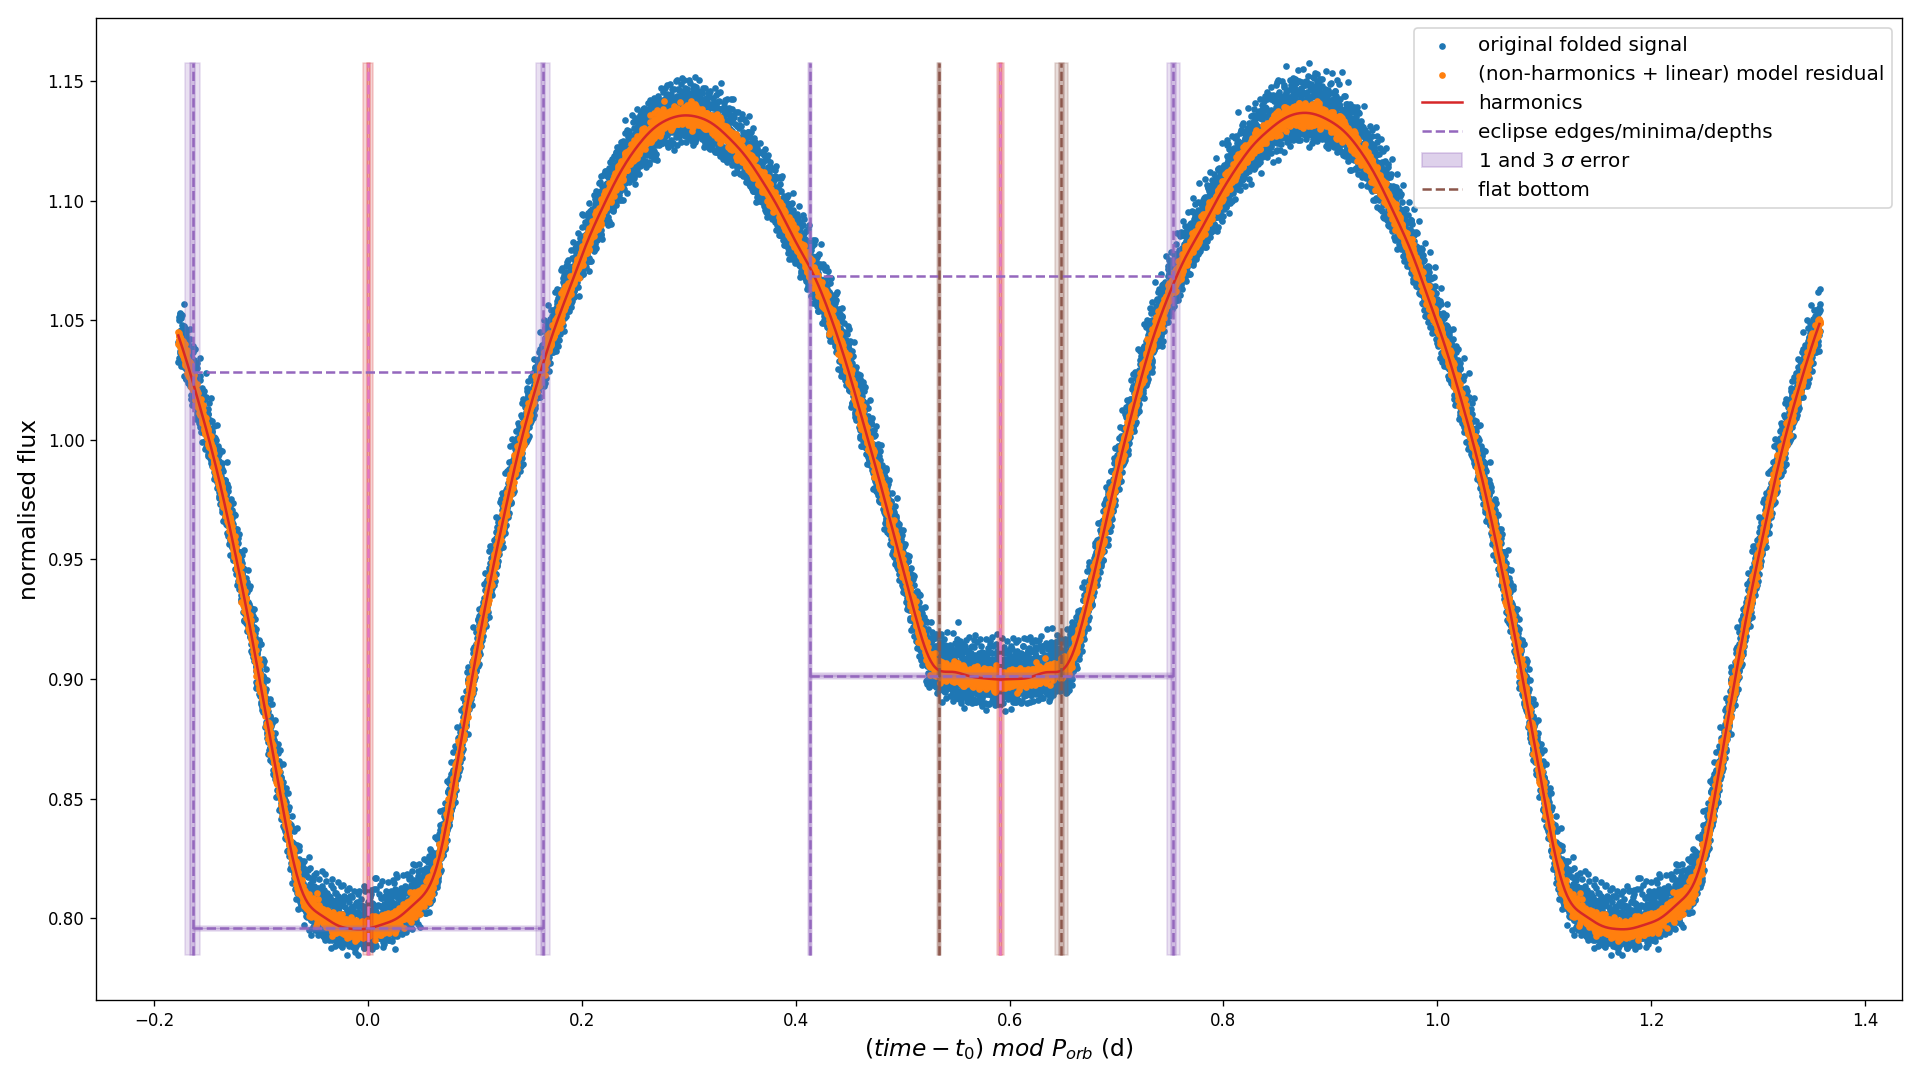 original folded signal
(non-harmonics + linear) model residual
harmonics
eclipse edges/minima/depths
1 and 3 σ error
flat bottom
normalised flux
1.15
1.10
1.05
1.00
0.95
0.90
0.85
0.80
−0.2 0.0 0.2 0.4 0.6 0.8 1.0 1.2 1.4
(time − t₀) mod Pₒᵣb (d)